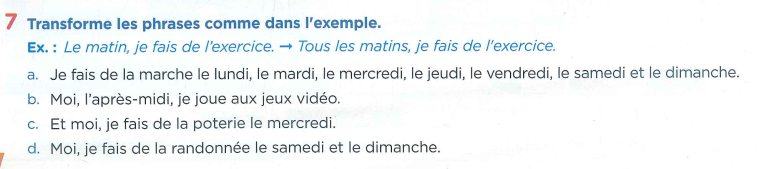 7 Transforme les phrases comme dans l'exemple.
Ex. : Le matin, je fais de l'exercice. → Tous les matins, je fais de l'exercice.
a. Je fais de la marche le lundi, le mardi, le mercredi, le jeudi, le vendredi, le samedi et le dimanche.
b. Moi, l'après-midi, je joue aux jeux vidéo.
c. Et moi, je fais de la poterie le mercredi.
d. Moi, je fais de la randonnée le samedi et le dimanche.